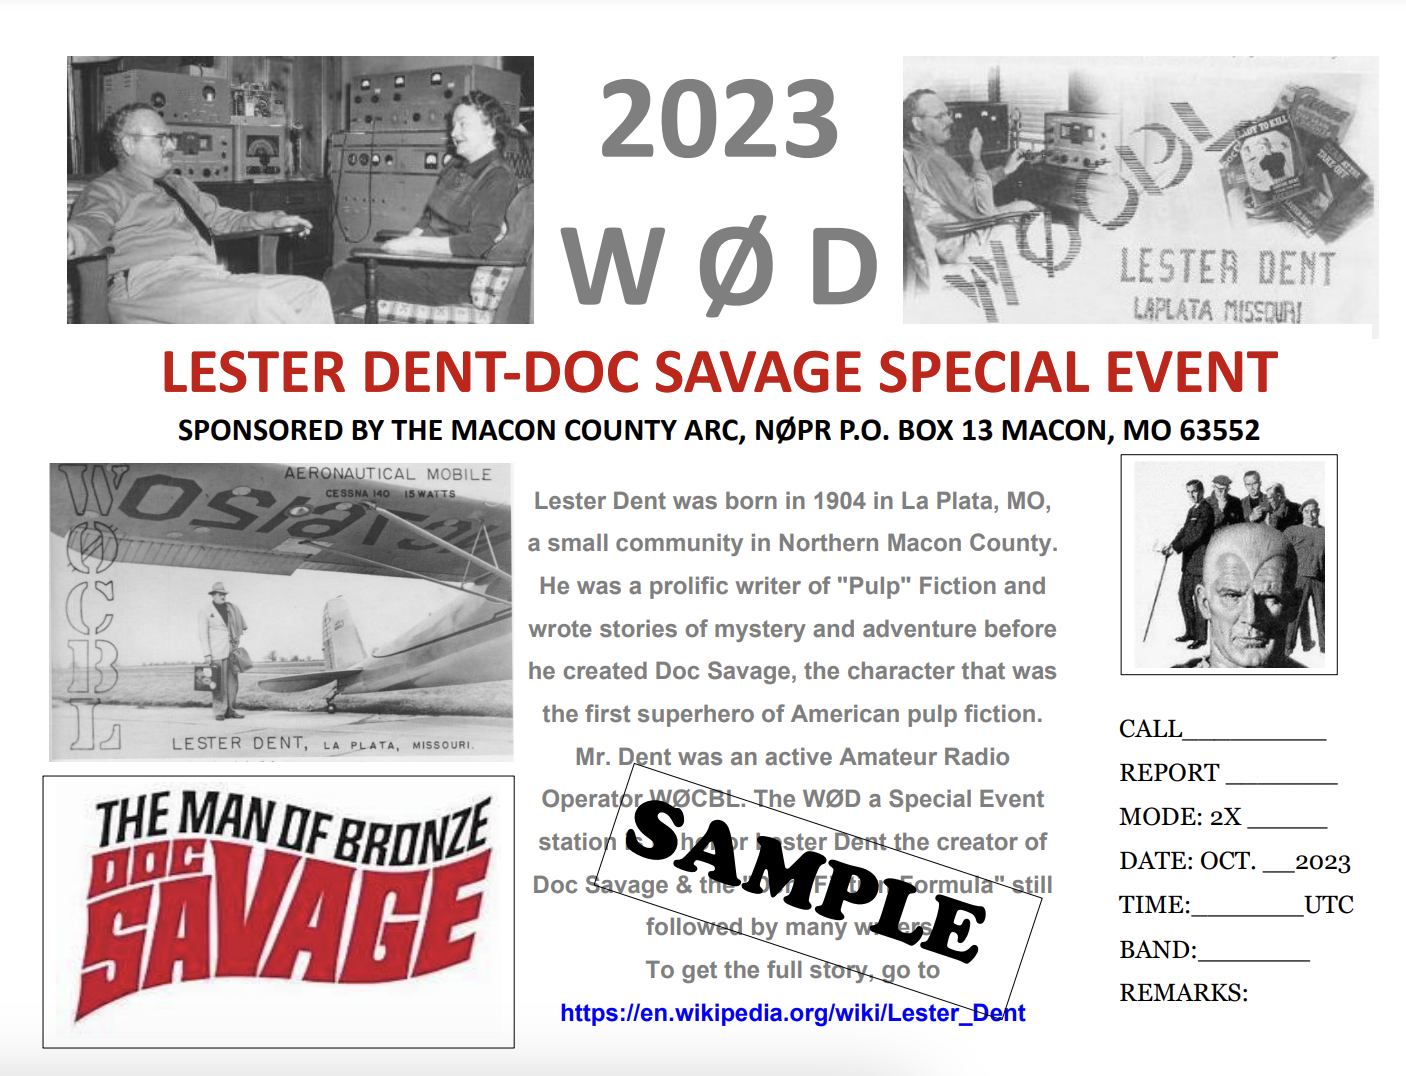 2023
W Ø D
WØCBL
LESTER DENT
LAPLATA MISSOURI
LESTER DENT-DOC SAVAGE SPECIAL EVENT
SPONSORED BY THE MACON COUNTY ARC, NØPR P.O. BOX 13 MACON, MO 63552
AERONAUTICAL MOBILE
CESSNA 140 15 WATTS
WØCBL
LESTER DENT, LA PLATA, MISSOURI.
THE MAN OF BRONZE
DOC
SAVAGE
Lester Dent was born in 1904 in La Plata, MO,
a small community in Northern Macon County.
He was a prolific writer of "Pulp" Fiction and
wrote stories of mystery and adventure before
he created Doc Savage, the character that was
the first superhero of American pulp fiction.
Mr. Dent was an active Amateur Radio
Operator WØCBL. The WØD a Special Event
station honor Lester Dent the creator of
Doc Savage & the Formula" still
followed by many writers
To get the full story, go to
https://en.wikipedia.org/wiki/Lester_Dent
SAMPLE
CALL___________
REPORT _________
MODE: 2X ______
DATE: OCT. __2023
TIME:_________UTC
BAND:_________
REMARKS: